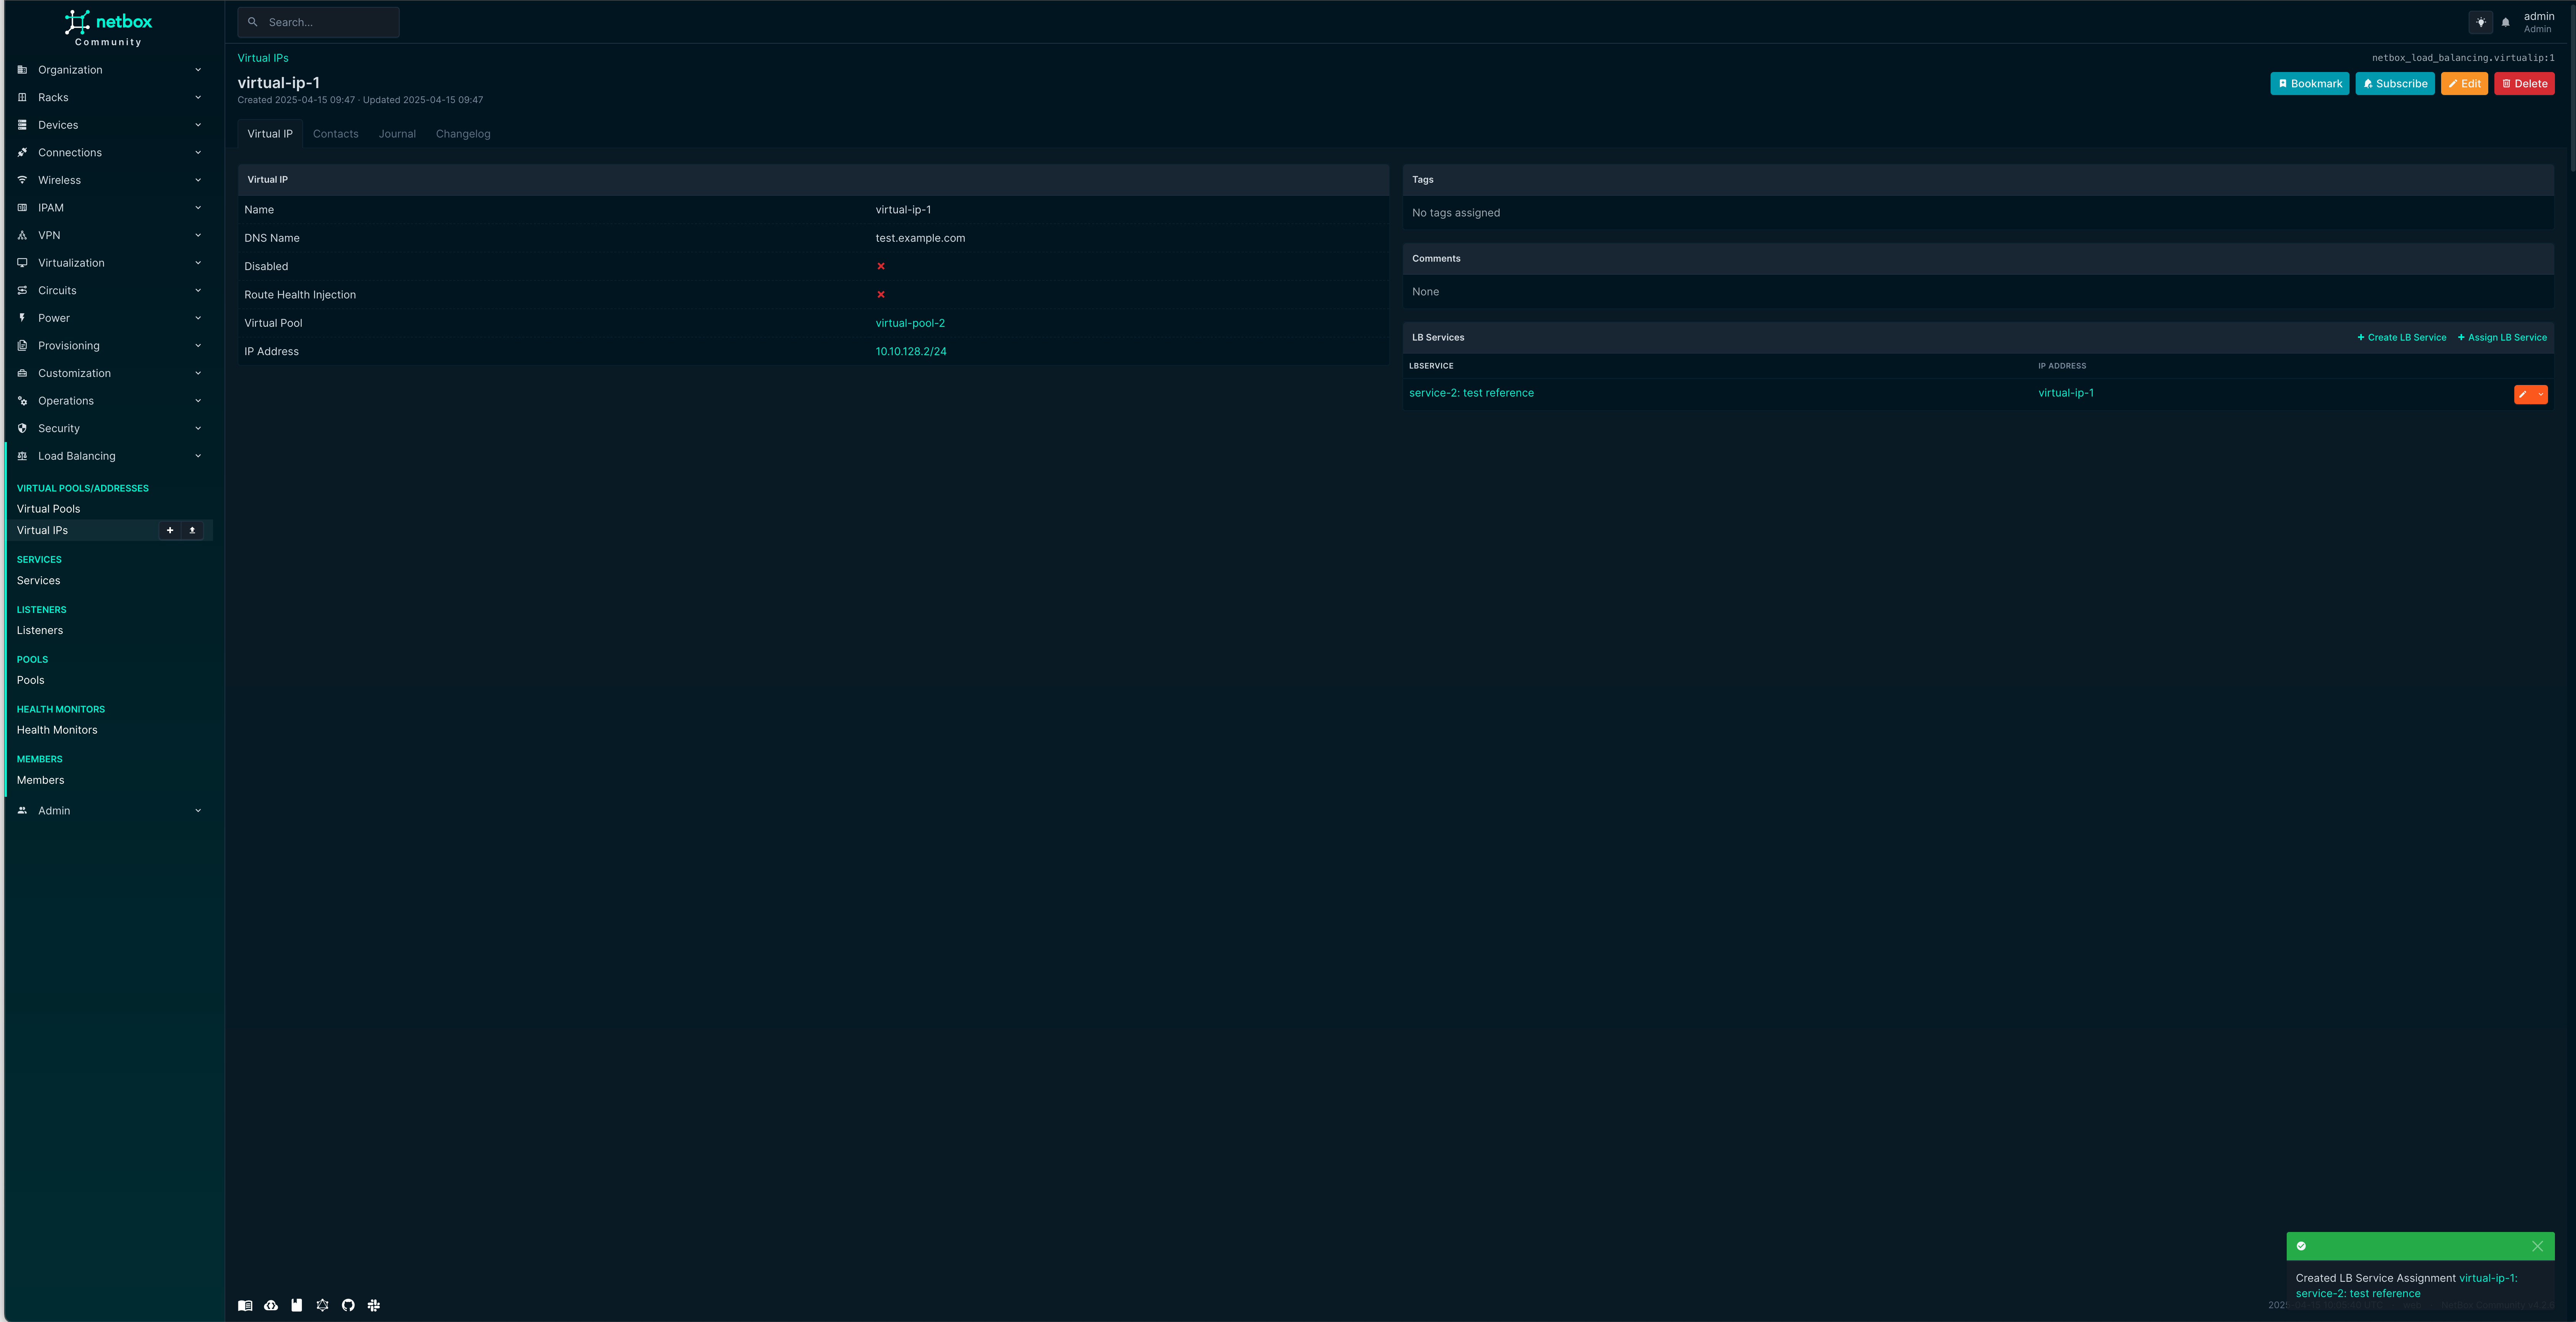 netbox
Community
Search...
admin
Admin
Organization
Racks
Devices
Connections
Wireless
IPAM
VPN
Virtualization
Circuits
Power
Provisioning
Customization
Operations
Security
Load Balancing
VIRTUAL POOLS/ADDRESSES
Virtual Pools
Virtual IPs
SERVICES
Services
LISTENERS
Listeners
POOLS
Pools
HEALTH MONITORS
Health Monitors
MEMBERS
Members
Admin
Virtual IPs
netbox_load_balancing.virtualip:1
virtual-ip-1
Created 2025-04-15 09:47 · Updated 2025-04-15 09:47
Bookmark Subscribe Edit Delete
Virtual IP Contacts Journal Changelog
Virtual IP
Name virtual-ip-1
DNS Name test.example.com
Disabled
Route Health Injection
Virtual Pool virtual-pool-2
IP Address 10.10.128.2/24
Tags
No tags assigned
Comments
None
LB Services + Create LB Service + Assign LB Service
LBSERVICE IP ADDRESS
service-2: test reference virtual-ip-1
Created LB Service Assignment virtual-ip-1:
service-2: test reference